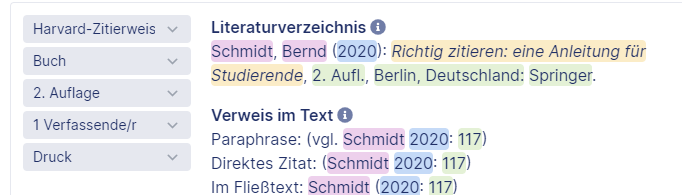 Harvard-Zitierweis
Buch
2. Auflage
1 Verfassende/r
Druck
Literaturverzeichnis
Schmidt, Bernd (2020): Richtig zitieren: eine Anleitung für
Studierende, 2. Aufl., Berlin, Deutschland: Springer.
Verweis im Text
Paraphrase: (vgl. Schmidt 2020: 117)
Direktes Zitat: (Schmidt 2020: 117)
Im Fließtext: Schmidt (2020: 117)